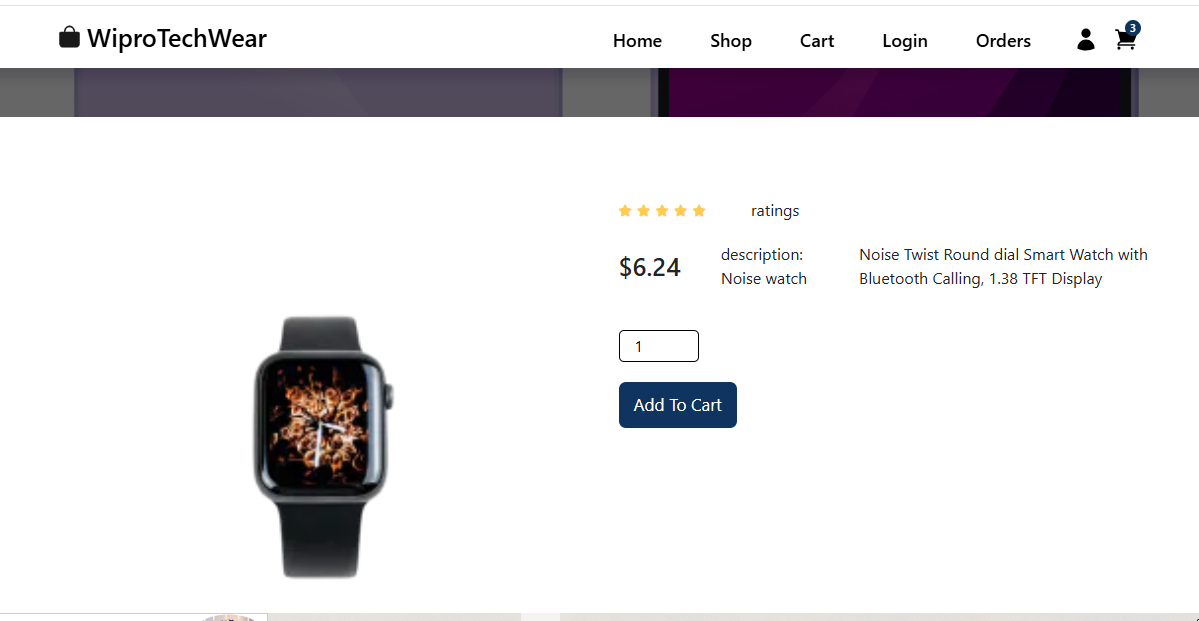 WiproTechWear
Home Shop Cart Login Orders 3
ratings
$6.24
description:
Noise watch
Noise Twist Round dial Smart Watch with
Bluetooth Calling, 1.38 TFT Display
1
Add To Cart